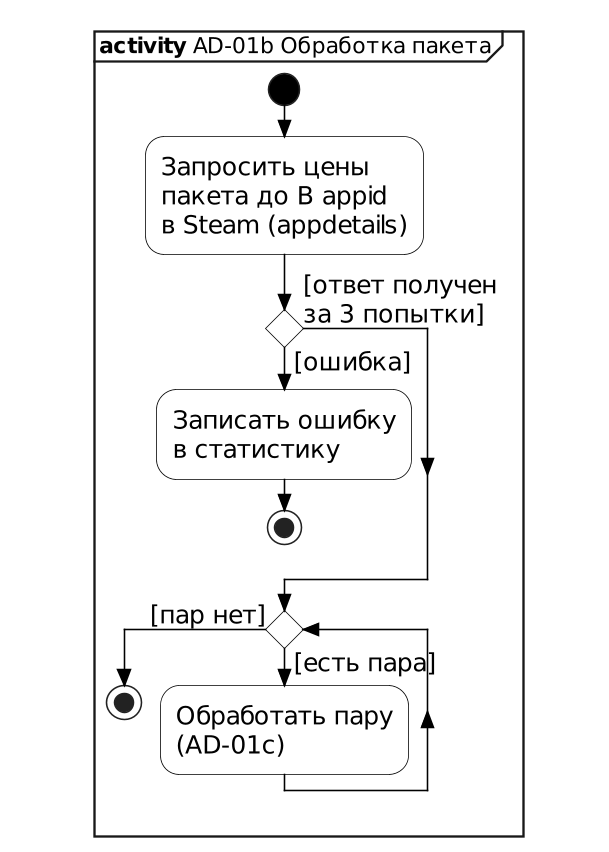 activity AD-01b Обработка пакета
Запросить цены
пакета до B appid
в Steam (appdetails)
[ответ получен
за 3 попытки]
[ошибка]
Записать ошибку
в статистику
[пар нет]
[есть пара]
Обработать пару
(AD-01c)